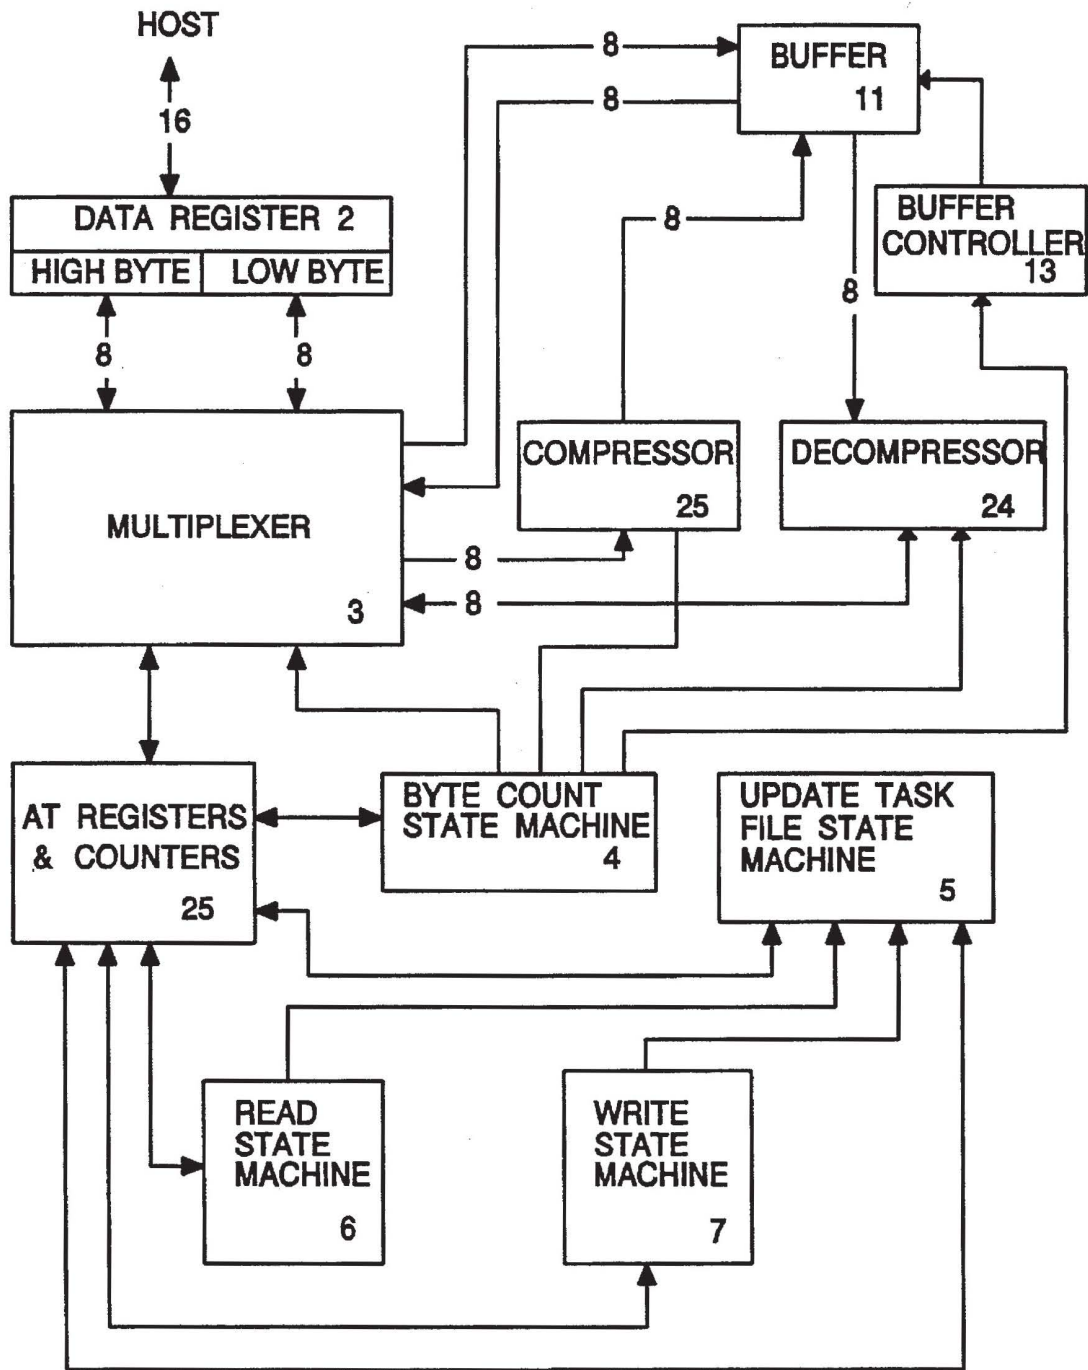 HOST
16
DATA REGISTER 2
HIGH BYTE
LOW BYTE
8
8
8
8
BUFFER
11
BUFFER
CONTROLLER
13
8
8
MULTIPLEXER
3
COMPRESSOR
25
DECOMPRESSOR
24
8
8
AT REGISTERS
& COUNTERS
25
BYTE COUNT
STATE MACHINE
4
UPDATE TASK
FILE STATE
MACHINE
5
READ
STATE
MACHINE
6
WRITE
STATE
MACHINE
7